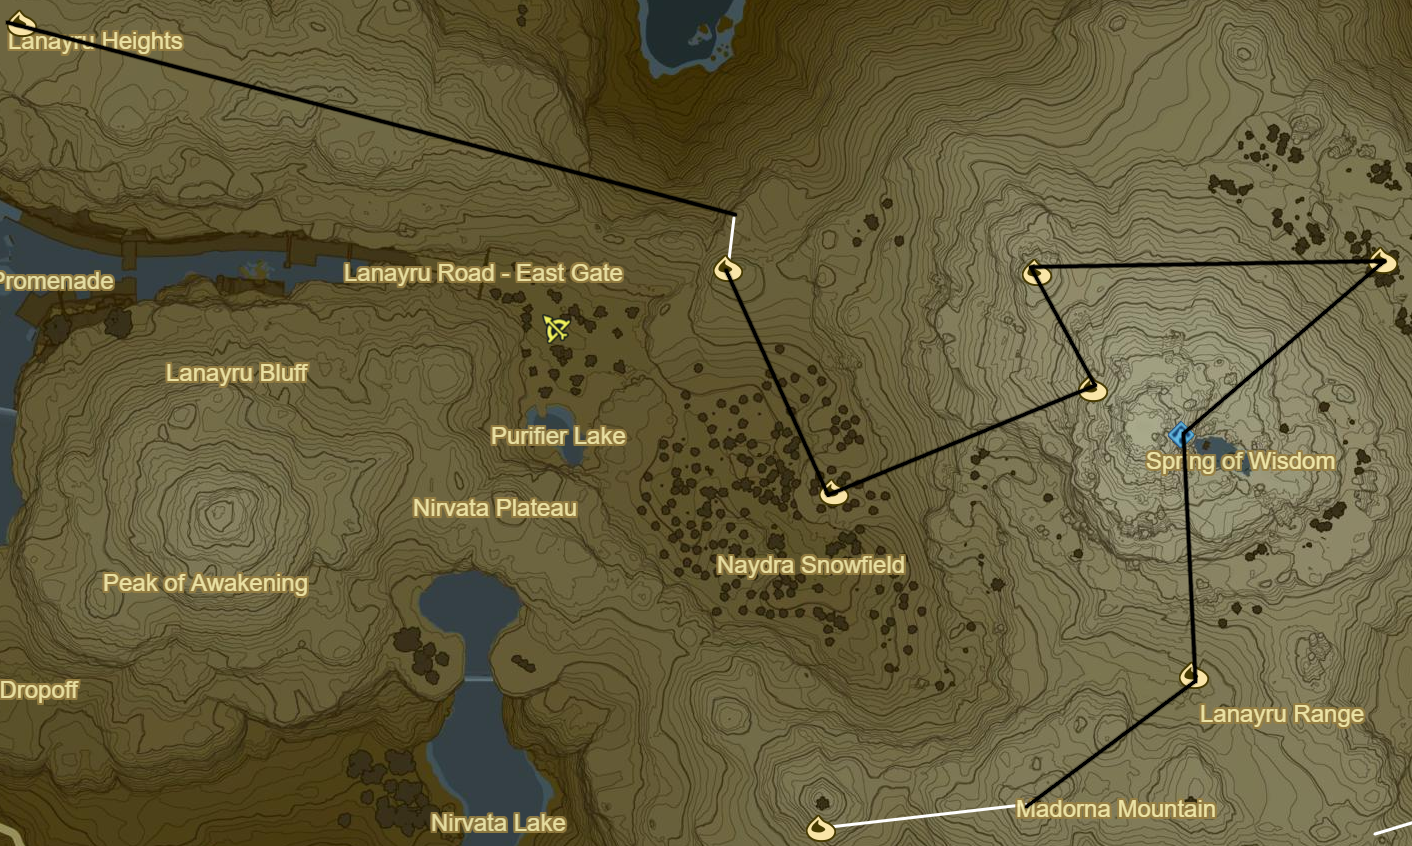 Lanayru Heights
Promenade
Lanayru Road - East Gate
Lanayru Bluff
Purifier Lake
Spring of Wisdom
Nirvata Plateau
Naydra Snowfield
Peak of Awakening
Dropoff
Lanayru Range
Madorna Mountain
Nirvata Lake